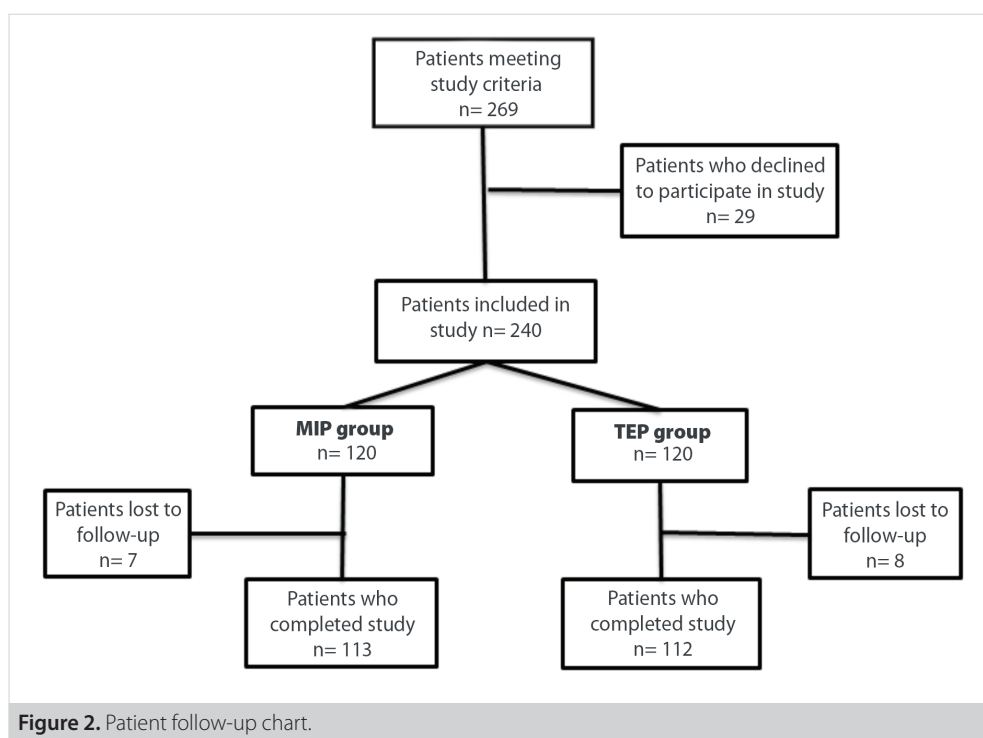 Patients meeting
study criteria
n= 269
Patients who declined
to participate in study
n= 29
Patients included in
study n= 240
MIP group
n= 120
TEP group
n= 120
Patients lost to
follow-up
n= 7
Patients lost to
follow-up
n= 8
Patients who
completed study
n= 113
Patients who
completed study
n= 112
Figure 2. Patient follow-up chart.